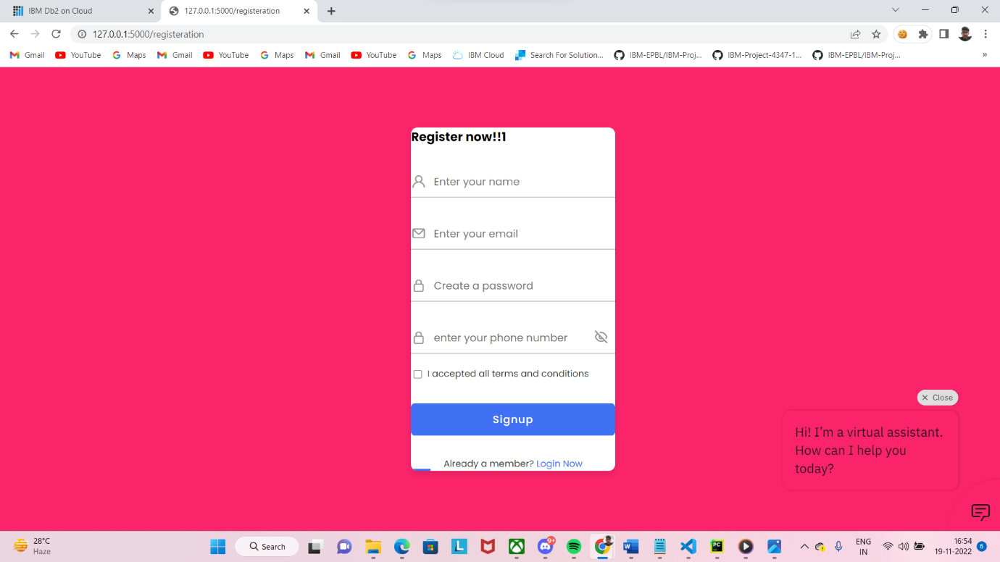 IBM Db2 on Cloud
127.0.0.1:5000/registeration
127.0.0.1:5000/registeration
Gmail YouTube Maps Gmail YouTube Maps Gmail YouTube Maps IBM Cloud Search For Solution... IBM-EPBL/IBM-Proj... IBM-Project-4347-1... IBM-EPBL/IBM-Proj... »
Register now!!1
Enter your name
Enter your email
Create a password
enter your phone number
I accepted all terms and conditions
Signup
Already a member? Login Now
Close
Hi! I'm a virtual assistant.
How can I help you
today?
28°C
Haze
Search
L
9+
W
PC
ENG
IN
16:54
19-11-2022
6